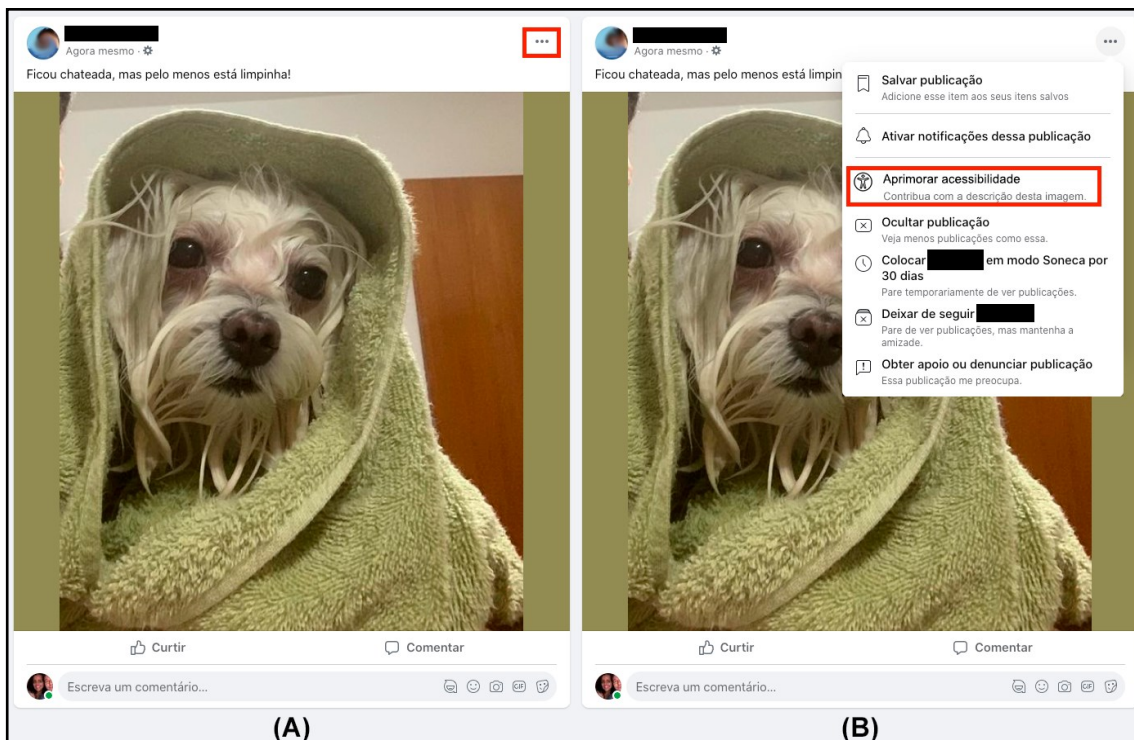 Agora mesmo ·
Ficou chateada, mas pelo menos está limpinha!
Curtir
Comentar
Escreva um comentário...
GIF
(A)
Agora mesmo ·
Ficou chateada, mas pelo menos está limpin
Salvar publicação
Adicione esse item aos seus itens salvos
Ativar notificações dessa publicação
Aprimorar acessibilidade
Contribua com a descrição desta imagem.
Ocultar publicação
Veja menos publicações como essa.
Colocar em modo Soneca por
30 dias
Pare temporariamente de ver publicações.
Deixar de seguir
Pare de ver publicações, mas mantenha a
amizade.
Obter apoio ou denunciar publicação
Essa publicação me preocupa.
Curtir
Comentar
Escreva um comentário...
GIF
(B)